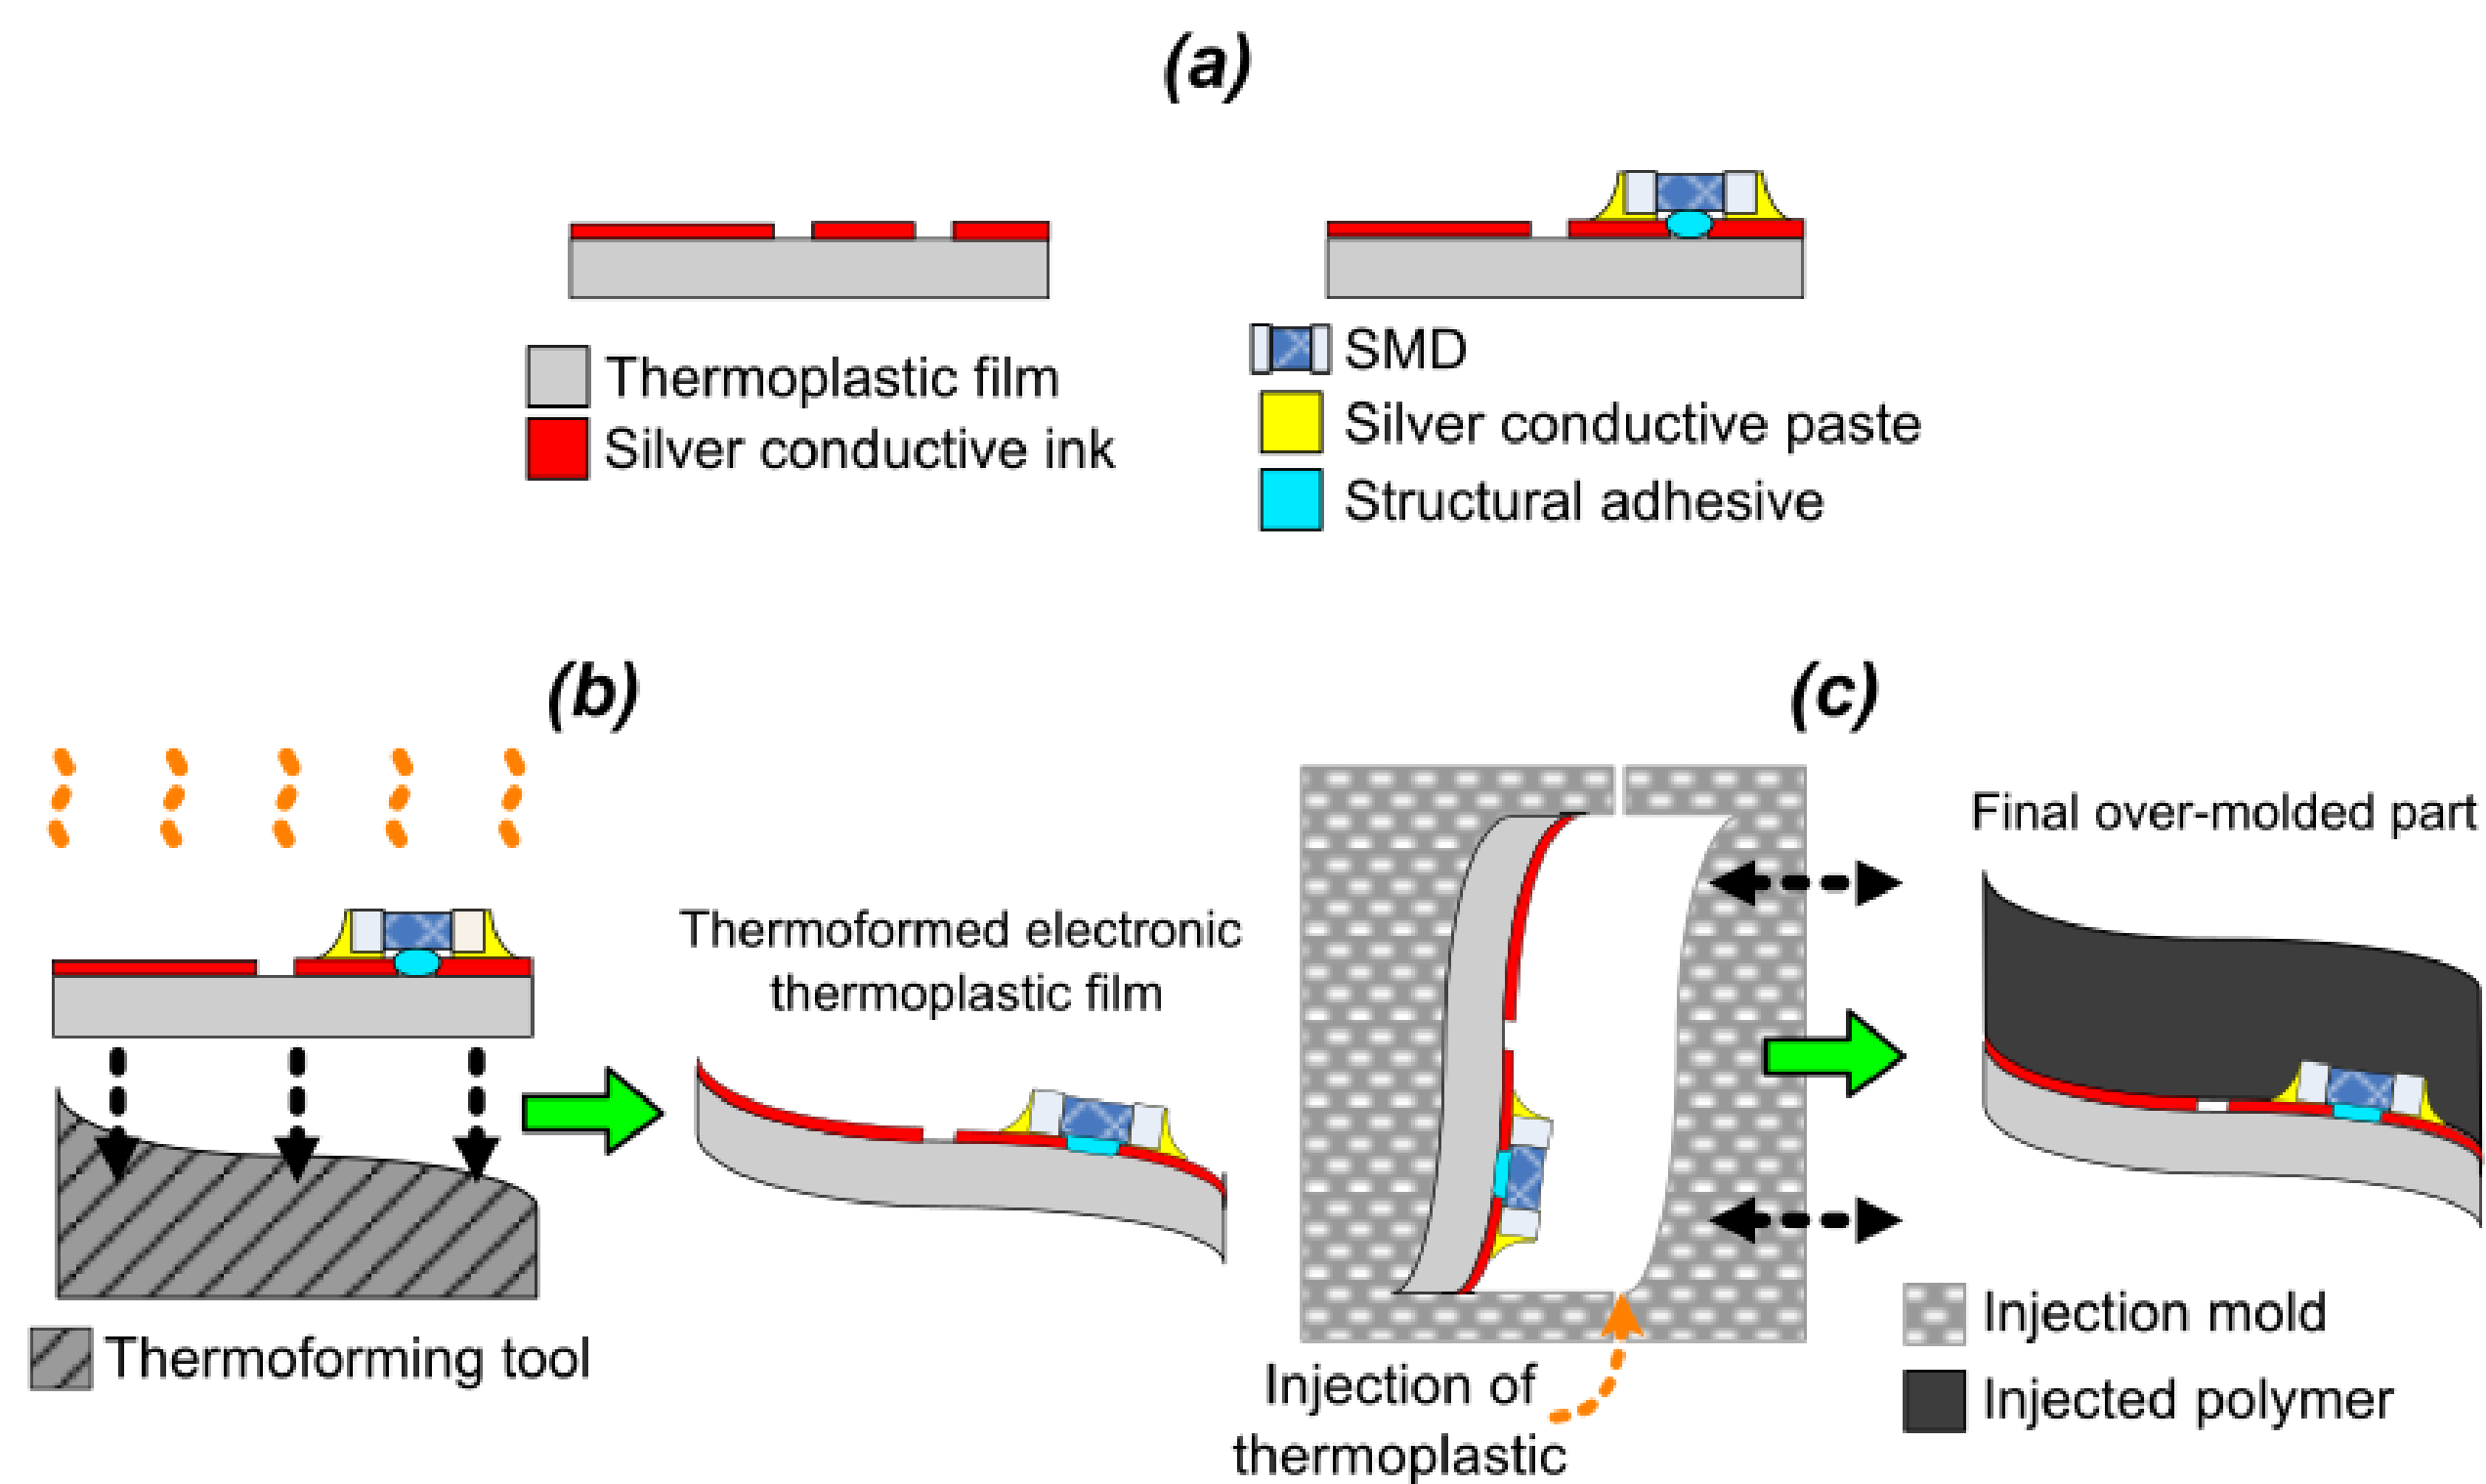 (a)
Thermoplastic film
Silver conductive ink
SMD
Silver conductive paste
Structural adhesive
(b)
Thermoformed electronic
thermoplastic film
Thermoforming tool
(c)
Final over-molded part
Injection of
thermoplastic
Injection mold
Injected polymer